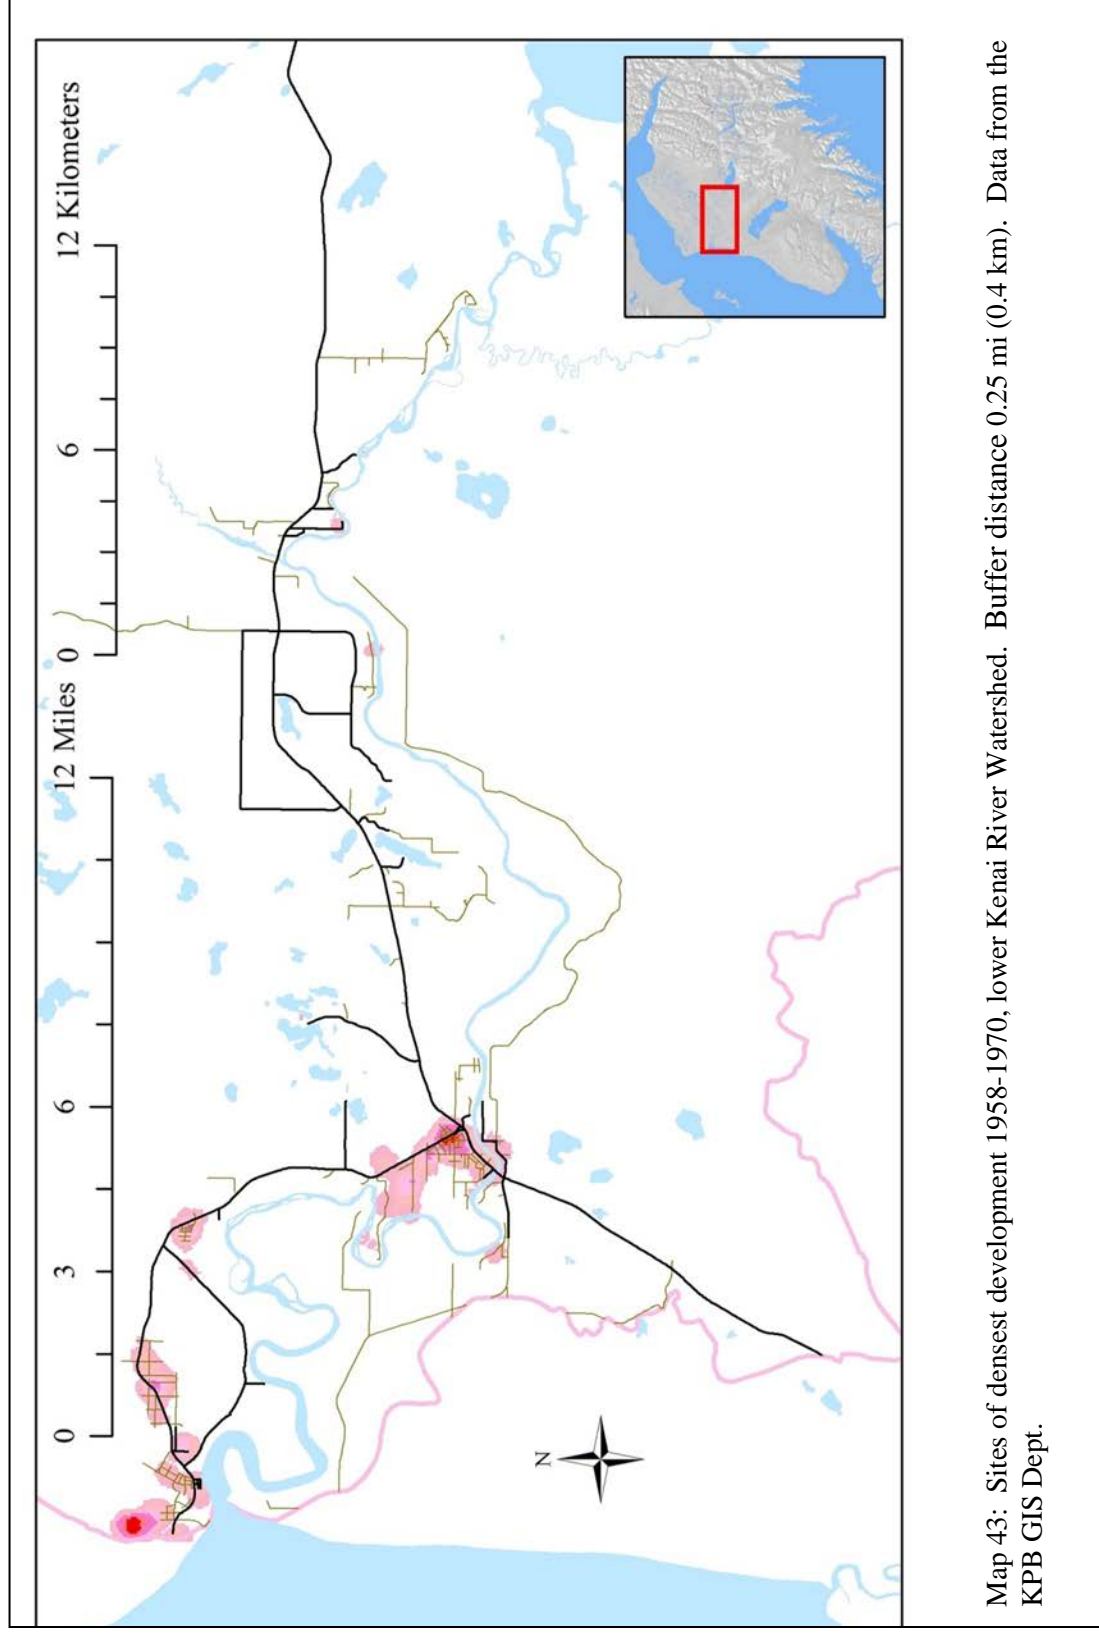 0 3 6 12 Miles
0 6 12 Kilometers
N
Map 43: Sites of densest development 1958-1970, lower Kenai River Watershed. Buffer distance 0.25 mi (0.4 km). Data from the
KPB GIS Dept.